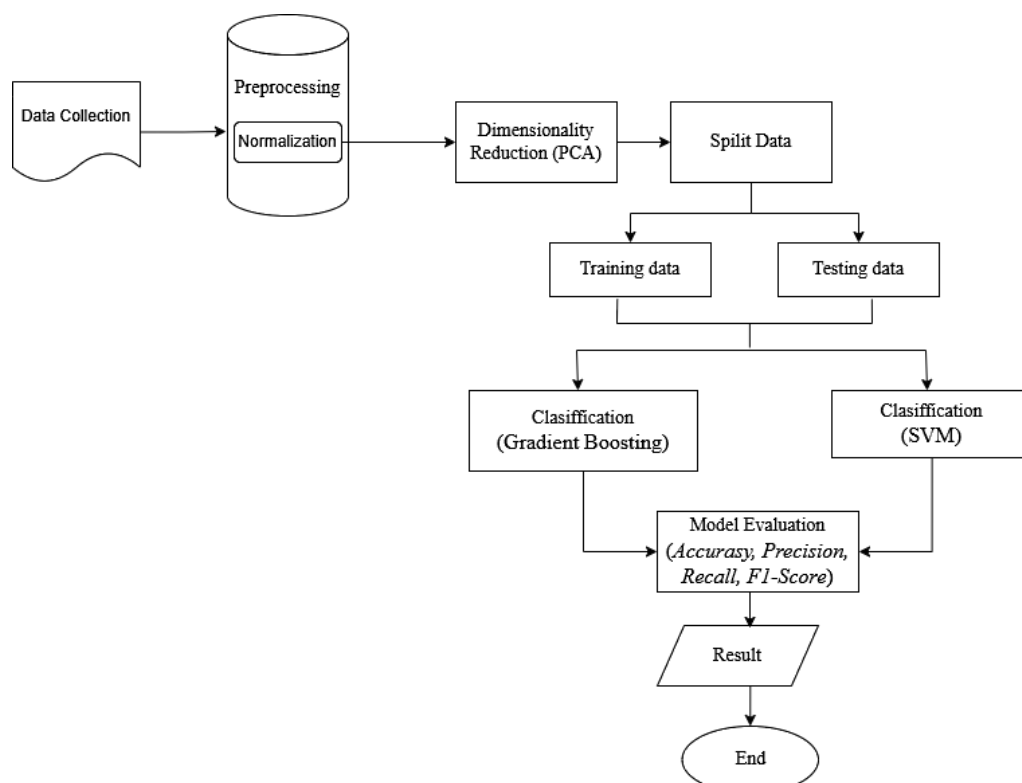 Data Collection
Preprocessing
Normalization
Dimensionality
Reduction (PCA)
Spilit Data
Training data
Testing data
Clasiffication
(Gradient Boosting)
Clasiffication
(SVM)
Model Evaluation
(Accurasy, Precision,
Recall, F1-Score)
Result
End